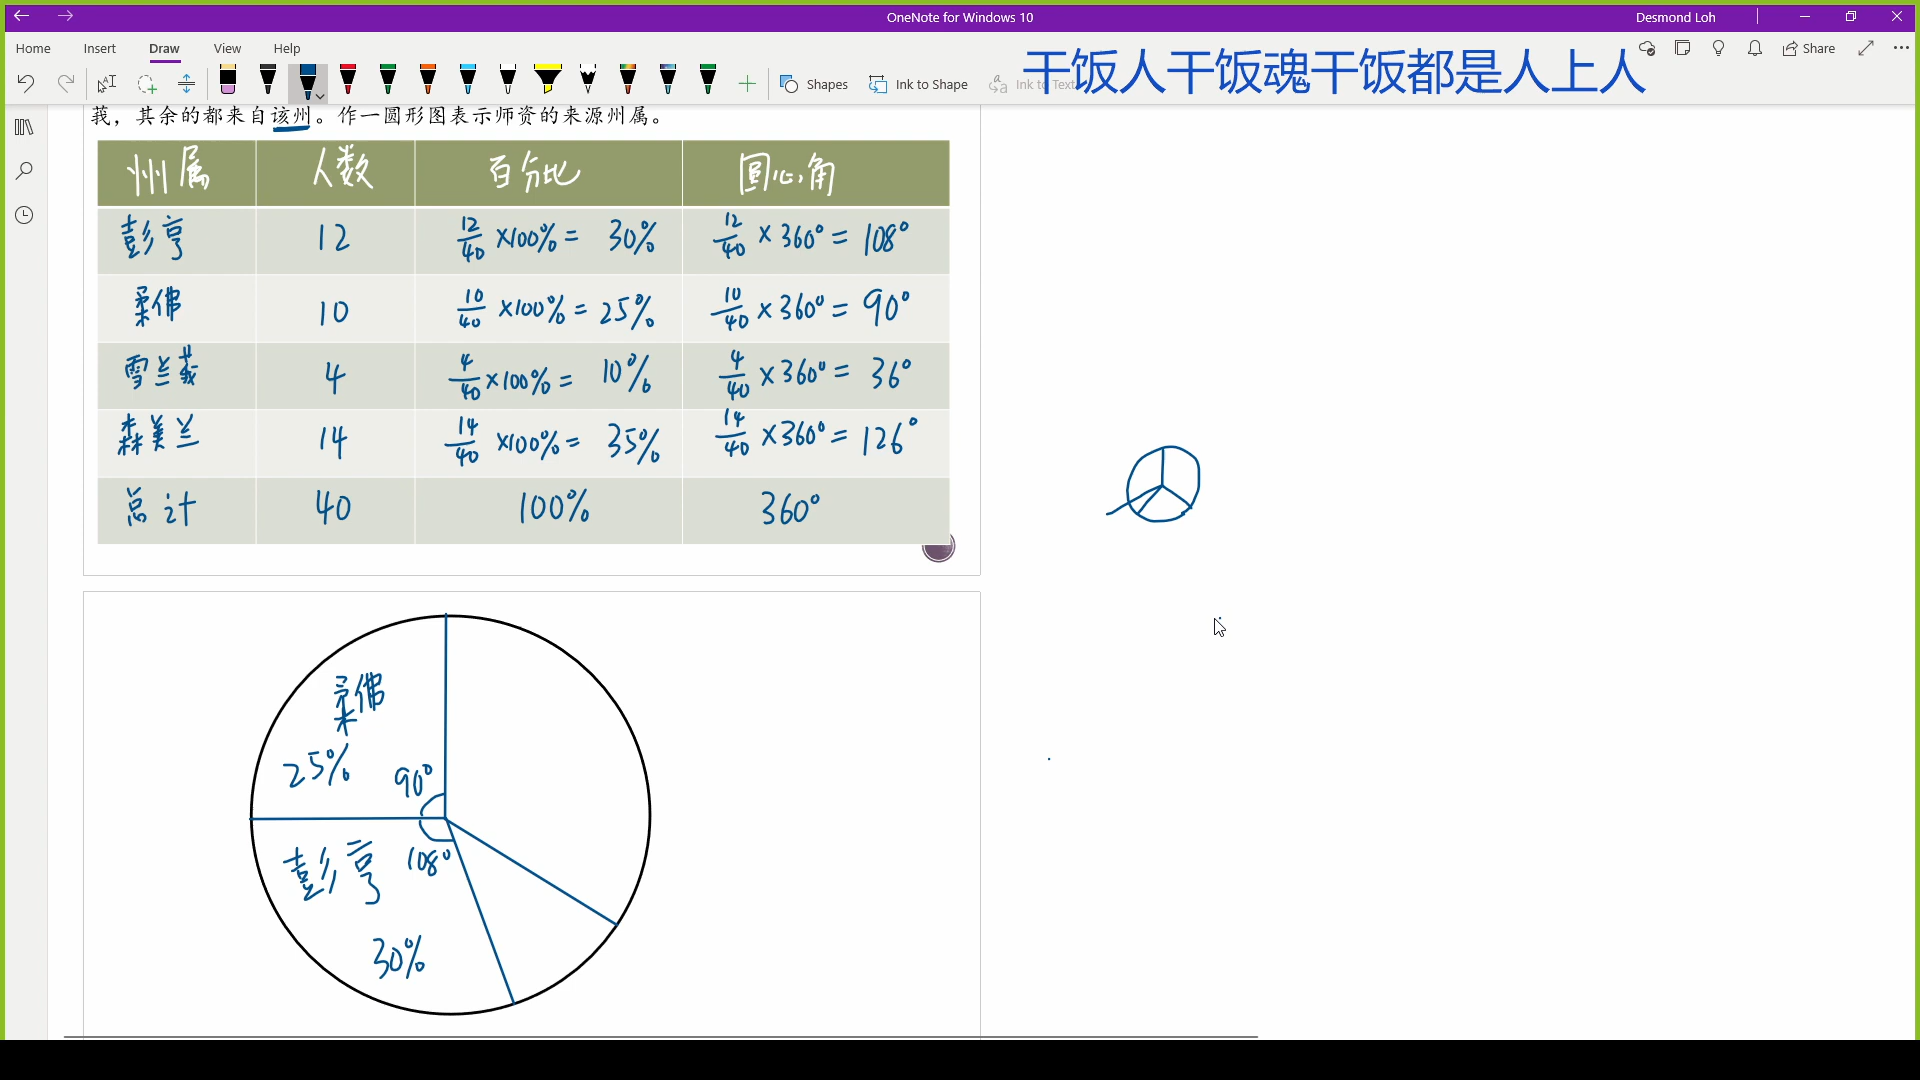 OneNote for Windows 10
Desmond Loh
Home Insert Draw View Help
干饭人干饭魂干饭都是人上人
Share
Shapes
Ink to Shape
Ink to Text
莪，其余的都来自该州。作一圆形图表示师资的来源州属。
州属 人数 百分比 圆心角
彭亨 12 12/40 ×100% = 30% 12/40 × 360° = 108°
柔佛 10 10/40 ×100% = 25% 10/40 × 360° = 90°
雪兰莪 4 4/40 ×100% = 10% 4/40 × 360° = 36°
森美兰 14 14/40 ×100% = 35% 14/40 × 360° = 126°
总计 40 100% 360°
柔佛
25%
90°
彭亨
108°
30%